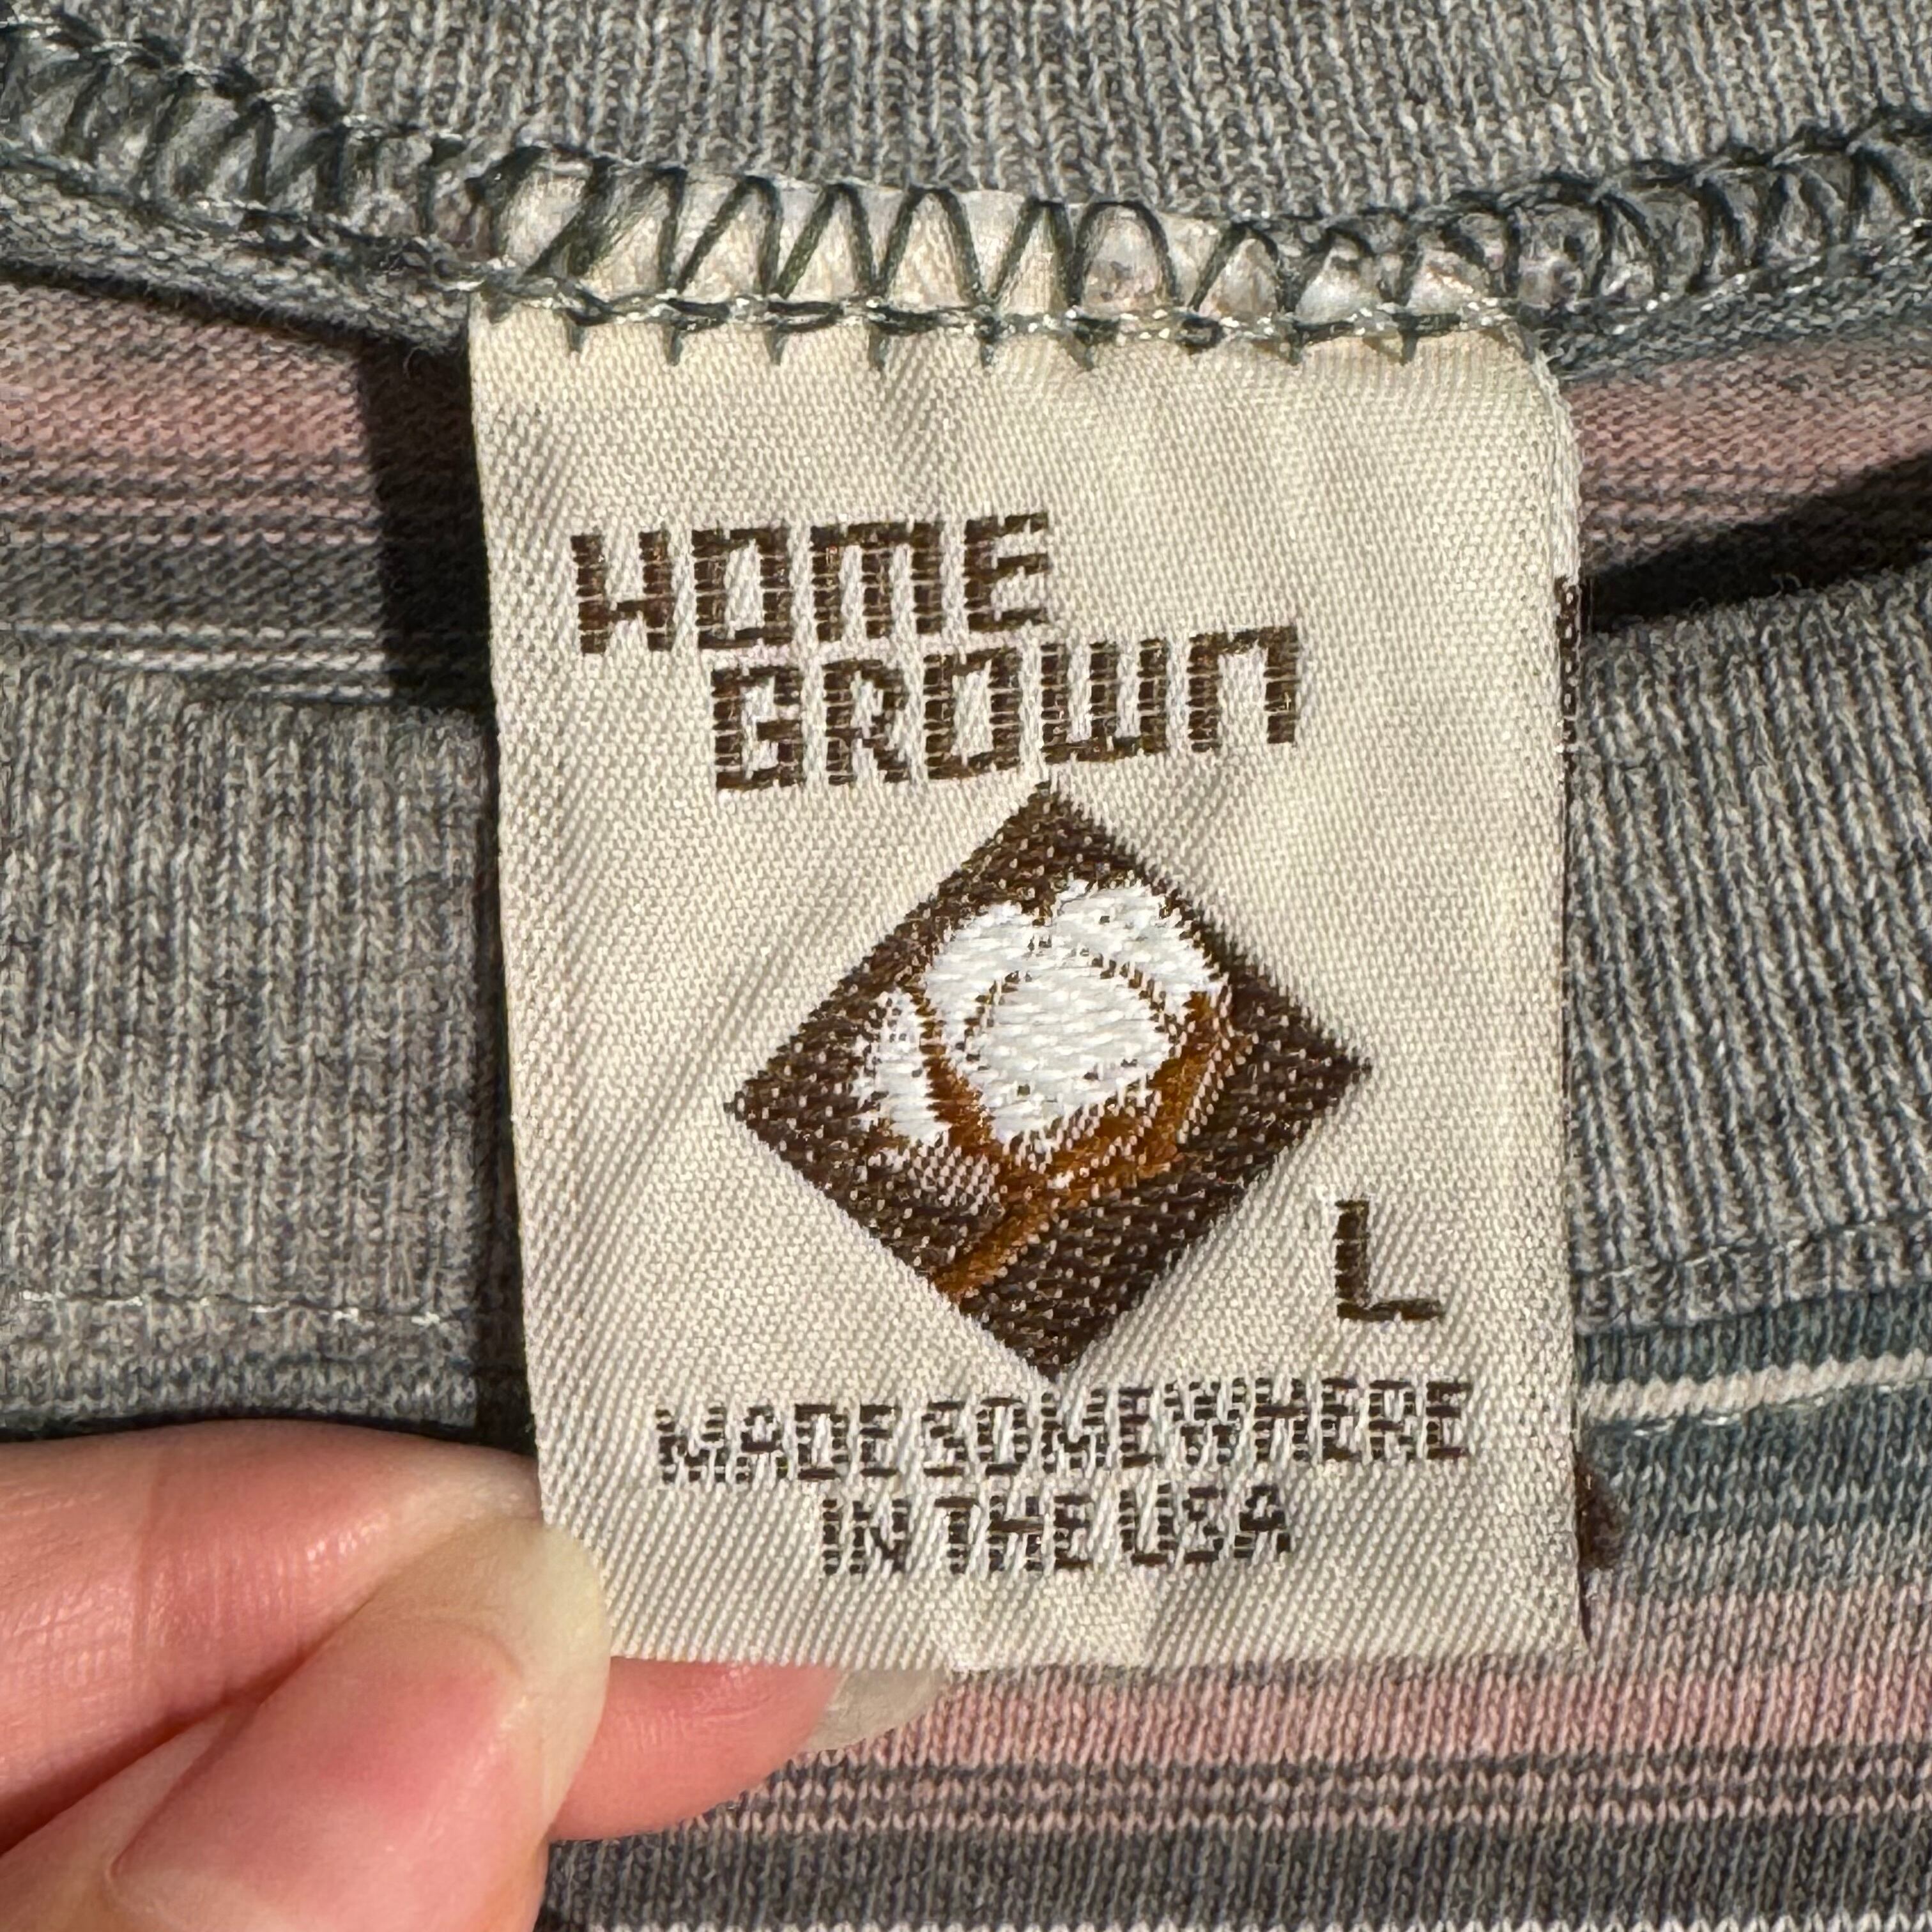 HOME
GROWN
L
MADE SOMEWHERE
IN THE USA